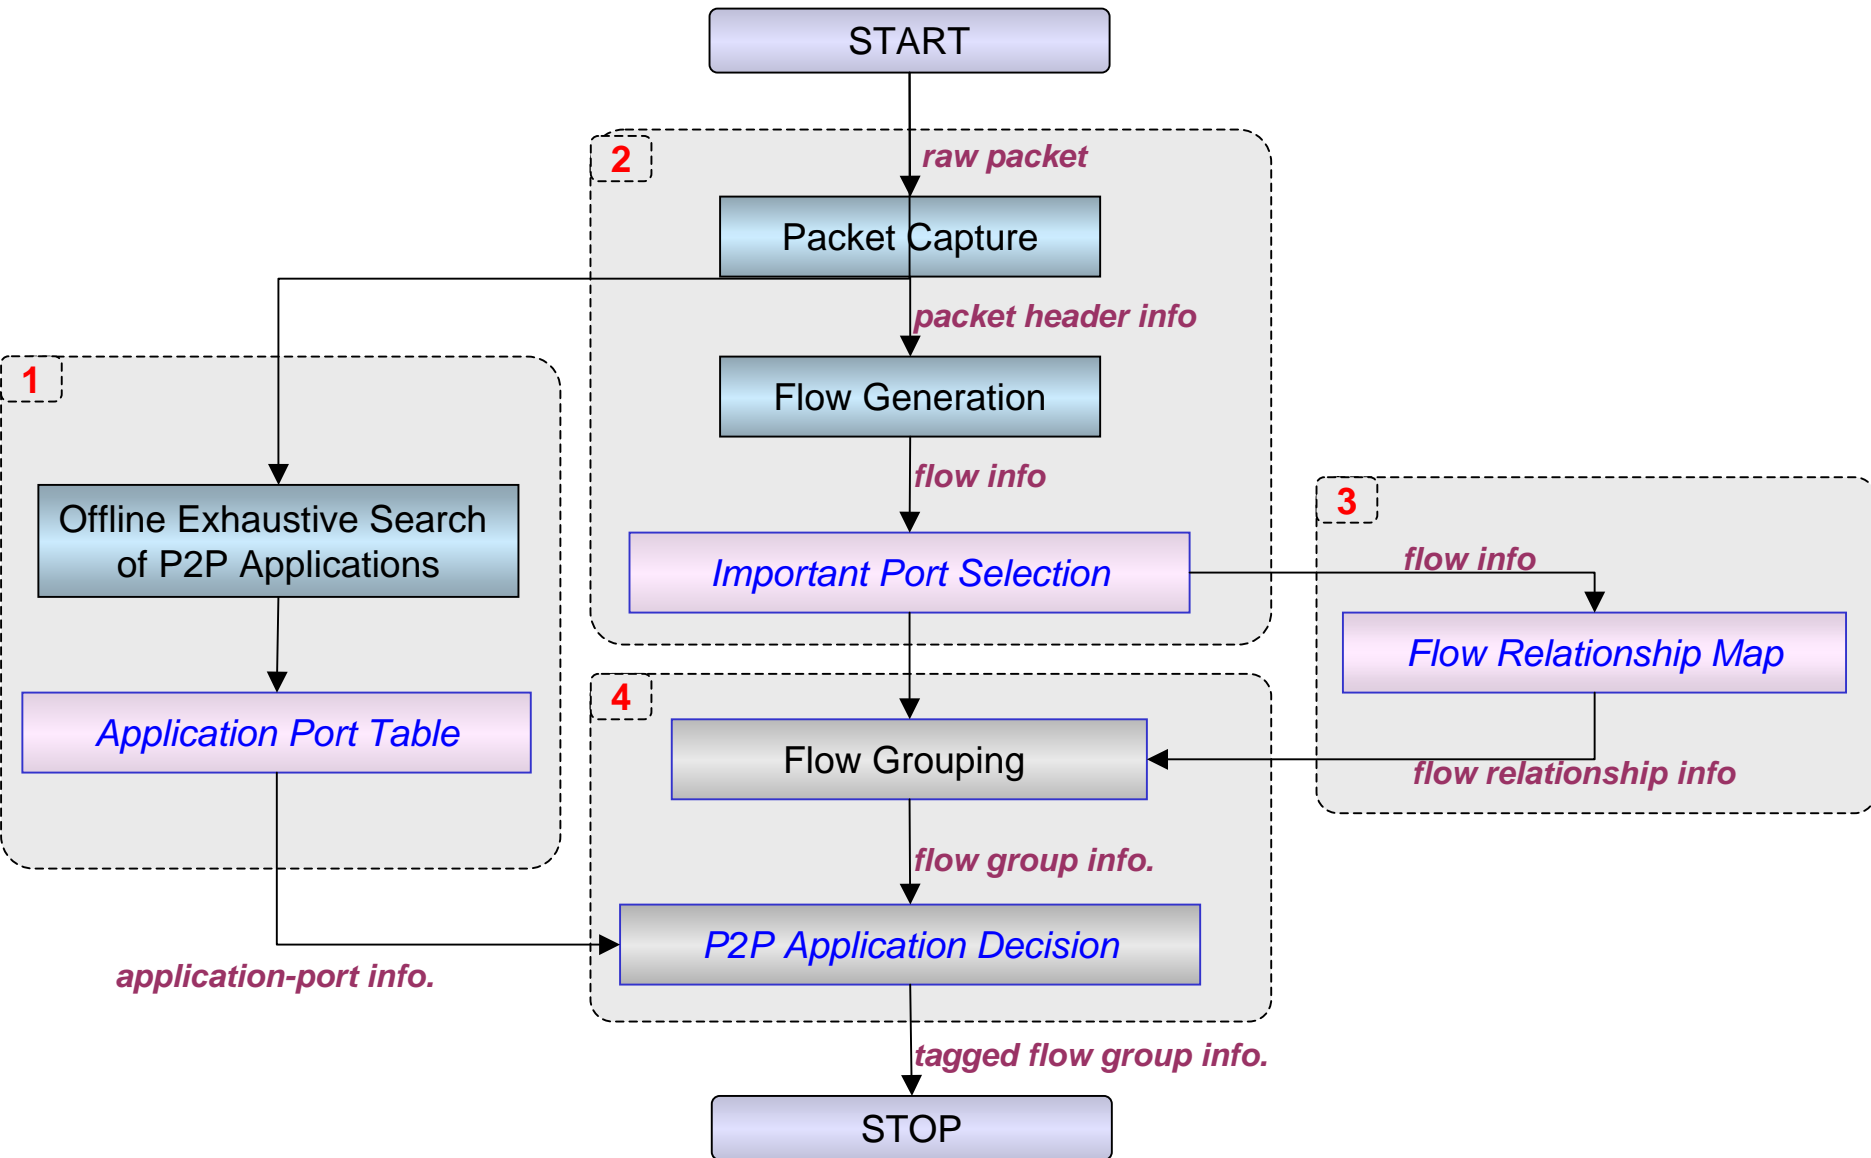 START
2
raw packet
Packet Capture
packet header info
1
Flow Generation
flow info
3
Offline Exhaustive Search
of P2P Applications
Important Port Selection
flow info
Flow Relationship Map
4
Application Port Table
Flow Grouping
flow relationship info
flow group info.
P2P Application Decision
application-port info.
tagged flow group info.
STOP